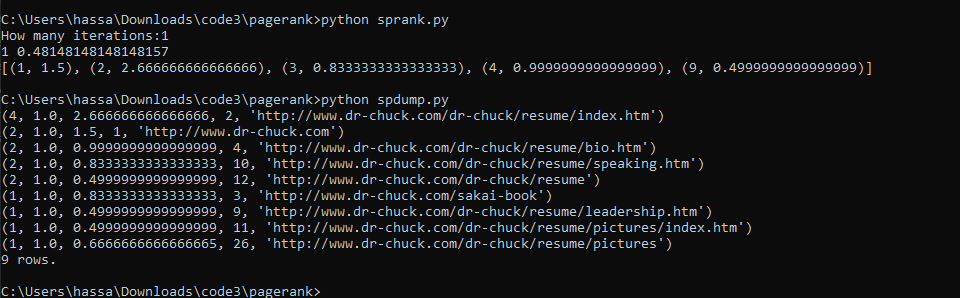 C:\Users\hassa\Downloads\code3\pagerank>python sprank.py
How many iterations:1
1 0.48148148148148157
[(1, 1.5), (2, 2.666666666666666), (3, 0.8333333333333333), (4, 0.9999999999999999), (9, 0.4999999999999999)]
C:\Users\hassa\Downloads\code3\pagerank>python spdump.py
(4, 1.0, 2.666666666666666, 2, 'http://www.dr-chuck.com/dr-chuck/resume/index.htm')
(2, 1.0, 1.5, 1, 'http://www.dr-chuck.com')
(2, 1.0, 0.9999999999999999, 4, 'http://www.dr-chuck.com/dr-chuck/resume/bio.htm')
(2, 1.0, 0.8333333333333333, 10, 'http://www.dr-chuck.com/dr-chuck/resume/speaking.htm')
(2, 1.0, 0.4999999999999999, 12, 'http://www.dr-chuck.com/dr-chuck/resume')
(1, 1.0, 0.8333333333333333, 3, 'http://www.dr-chuck.com/sakai-book')
(1, 1.0, 0.4999999999999999, 9, 'http://www.dr-chuck.com/dr-chuck/resume/leadership.htm')
(1, 1.0, 0.4999999999999999, 11, 'http://www.dr-chuck.com/dr-chuck/resume/pictures/index.htm')
(1, 1.0, 0.6666666666666665, 26, 'http://www.dr-chuck.com/dr-chuck/resume/pictures')
9 rows.
C:\Users\hassa\Downloads\code3\pagerank>